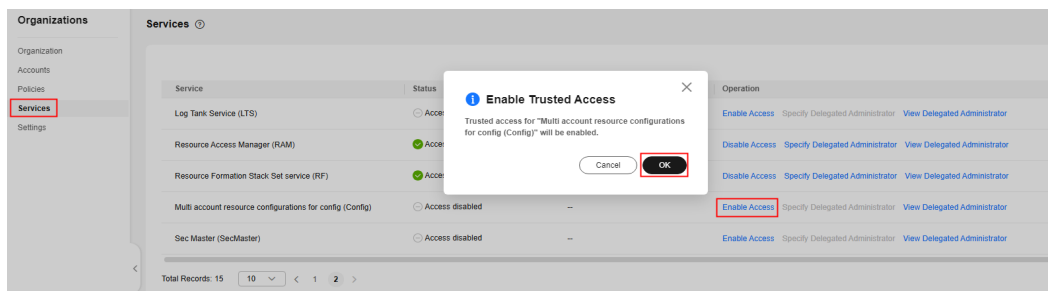 Organizations
Organization
Accounts
Policies
Services
Settings
Services
Service Status Operation
Log Tank Service (LTS) Enable Access Specify Delegated Administrator View Delegated Administrator
Resource Access Manager (RAM) Disable Access Specify Delegated Administrator View Delegated Administrator
Resource Formation Stack Set service (RF) Disable Access Specify Delegated Administrator View Delegated Administrator
Multi account resource configurations for config (Config) Access disabled -- Enable Access Specify Delegated Administrator View Delegated Administrator
Sec Master (SecMaster) Access disabled -- Enable Access Specify Delegated Administrator View Delegated Administrator
Total Records: 15 10 < 1 2 >
Enable Trusted Access
Trusted access for "Multi account resource configurations
for config (Config)" will be enabled.
Cancel OK